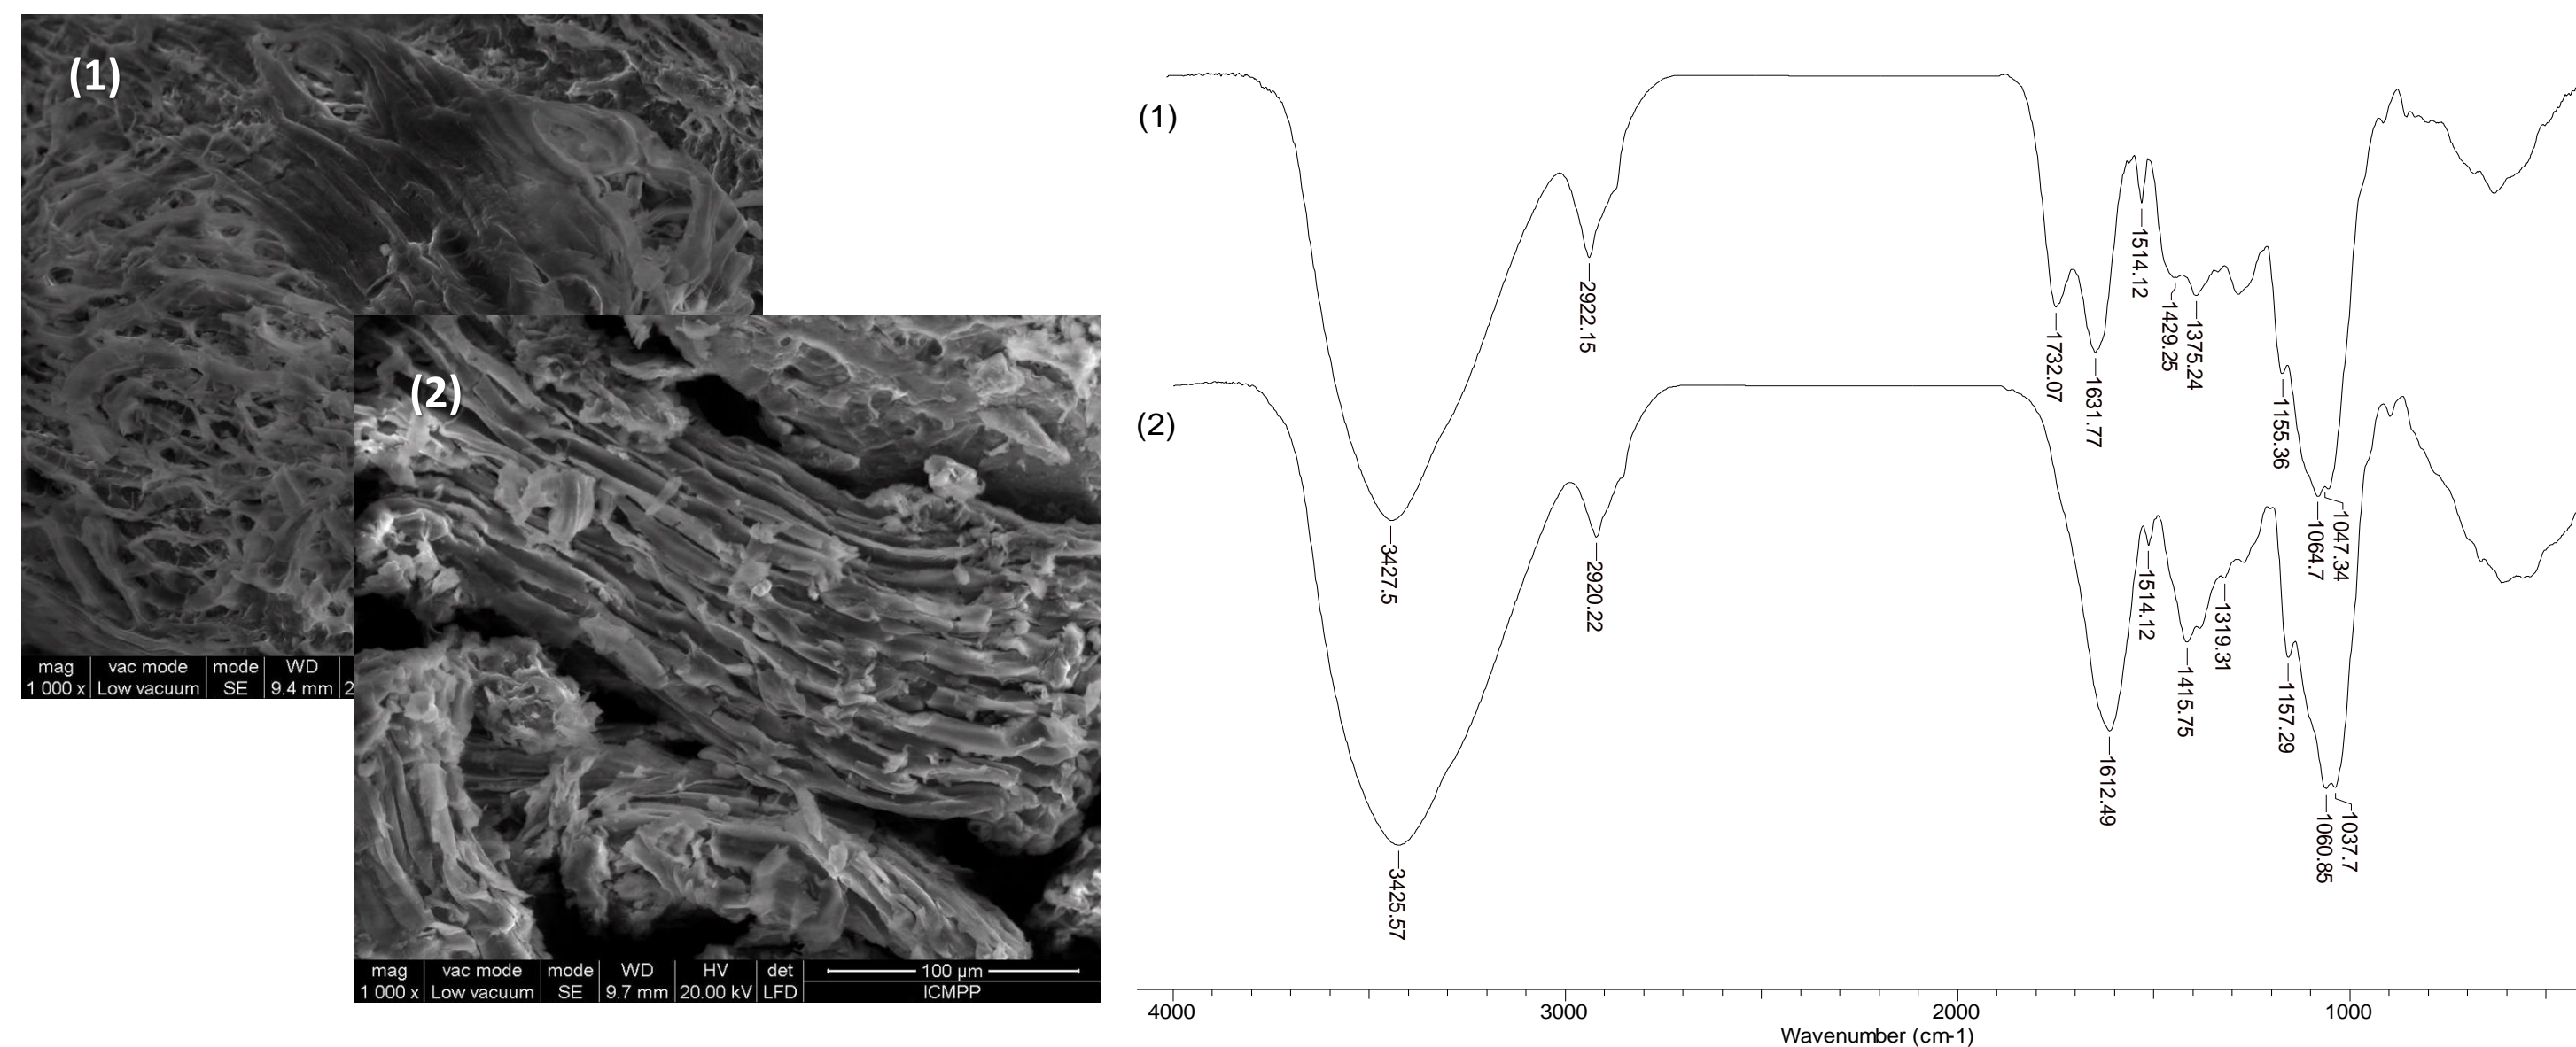 (1)
mag
vac mode
mode
WD
1 000 x
Low vacuum
SE
9.4 mm
2
(2)
mag
vac mode
mode
WD
HV
det
100 µm
1 000 x
Low vacuum
SE
9.7 mm
20.00 kV
LFD
ICMPP
(1)
3427.5
2922.15
1732.07
1631.77
1514.12
1429.25
1375.24
1155.36
1064.7
1047.34
(2)
3425.57
2920.22
1612.49
1514.12
1415.75
1319.31
1157.29
1060.85
1037.7
4000
3000
2000
1000
Wavenumber (cm-1)